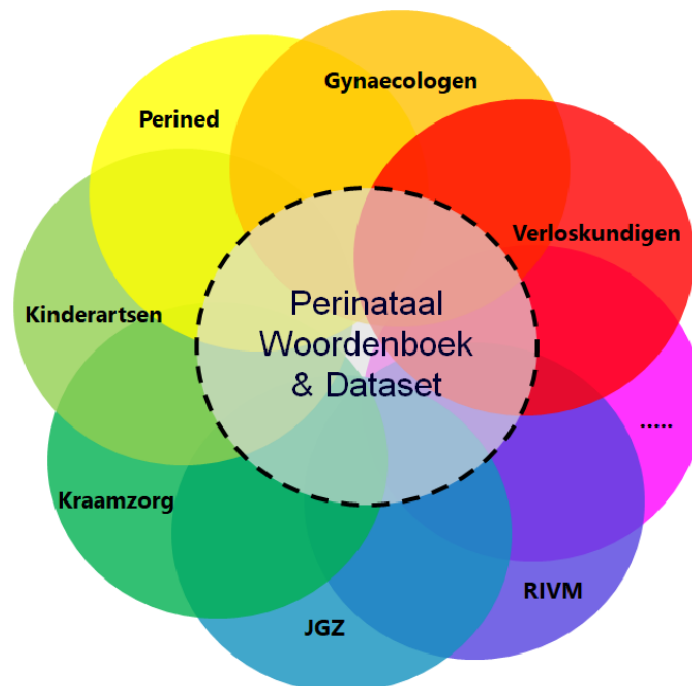 Gynaecologen
Perined
Verloskundigen
Perinataal
Woordenboek
& Dataset
Kinderartsen
.....
Kraamzorg
RIVM
JGZ